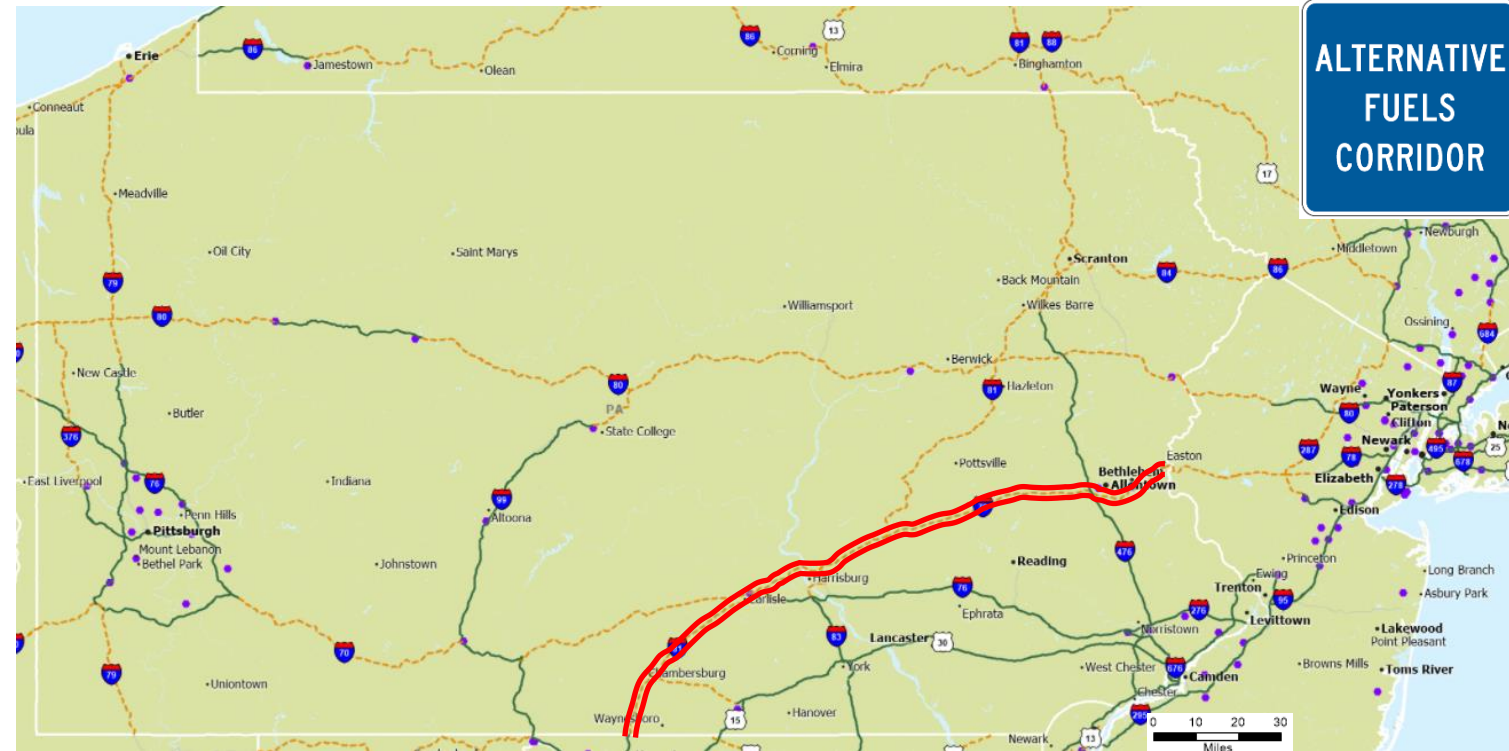 ALTERNATIVE
FUELS
CORRIDOR
Erie
86
Jamestown
Olean
86
Corning
13
Elmira
81
88
Binghamton
Conneaut
Meadville
17
Oil City
Saint Marys
Scranton
Middletown
Newburgh
79
80
Back Mountain
84
86
Williamsport
Wilkes Barre
Ossining
684
New Castle
Berwick
80
81
Hazleton
Wayne
Yonkers
87
PA
Butler
State College
80
Paterson
Clifton
376
Newark
495
25
East Liverpool
76
Indiana
Pottsville
Easton
Bethlehem
Allentown
287
78
678
Elizabeth
278
Penn Hills
99
Altoona
Edison
Pittsburgh
Mount Lebanon
Bethel Park
Johnstown
476
Reading
Princeton
Harrisburg
Carlisle
76
Ephrata
Ewing
Trenton
95
Long Branch
Asbury Park
276
Levittown
Norristown
70
83
Lancaster
30
Lakewood
Point Pleasant
79
Chambersburg
York
West Chester
676
Camden
Browns Mills
Toms River
Uniontown
Chester
Waynesboro
15
Hanover
295
Newark
13
0 10 20 30
Miles